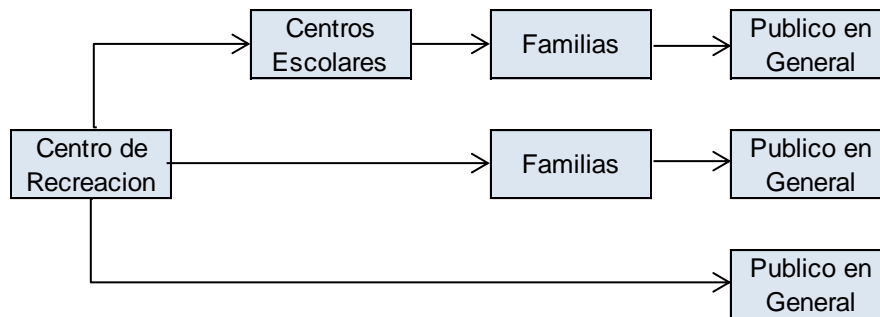 Centros
Escolares
Familias
Publico en
General
Centro de
Recreacion
Familias
Publico en
General
Publico en
General